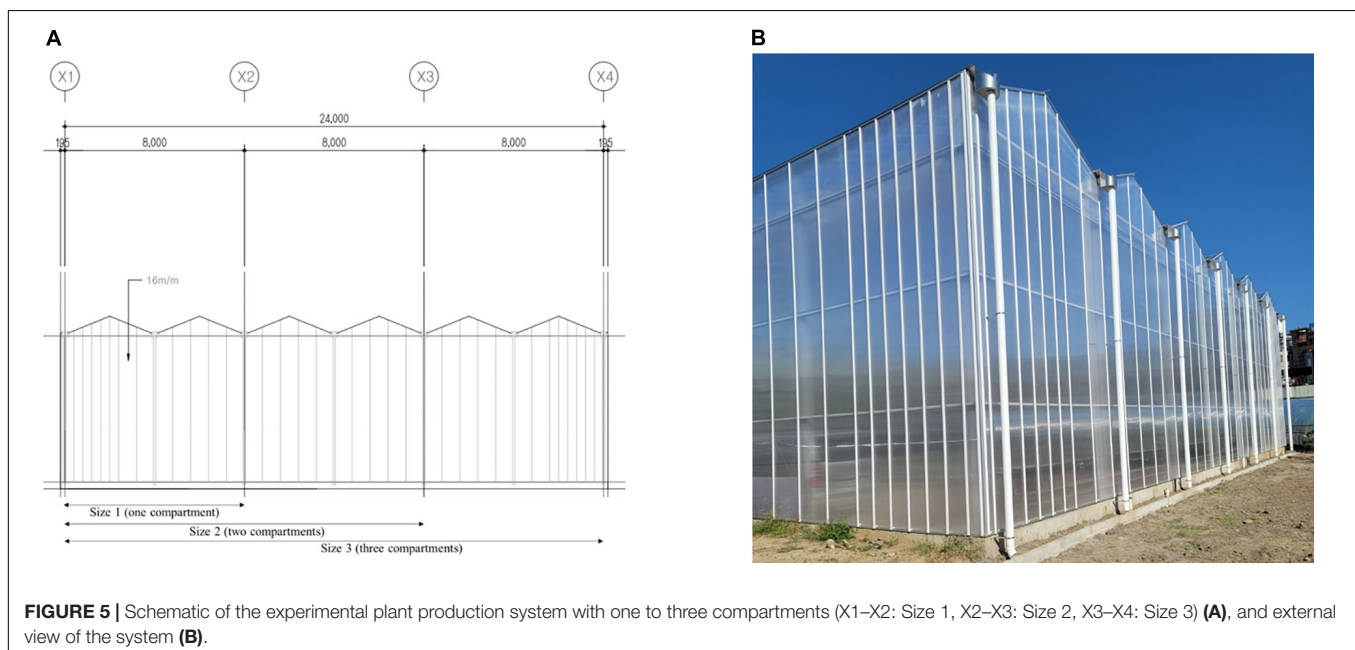 A
B
X1 X2 X3 X4
24,000
195 8,000 8,000 8,000 195
16m/m
Size 1 (one compartment)
Size 2 (two compartments)
Size 3 (three compartments)
FIGURE 5 | Schematic of the experimental plant production system with one to three compartments (X1–X2: Size 1, X2–X3: Size 2, X3–X4: Size 3) (A), and external
view of the system (B).